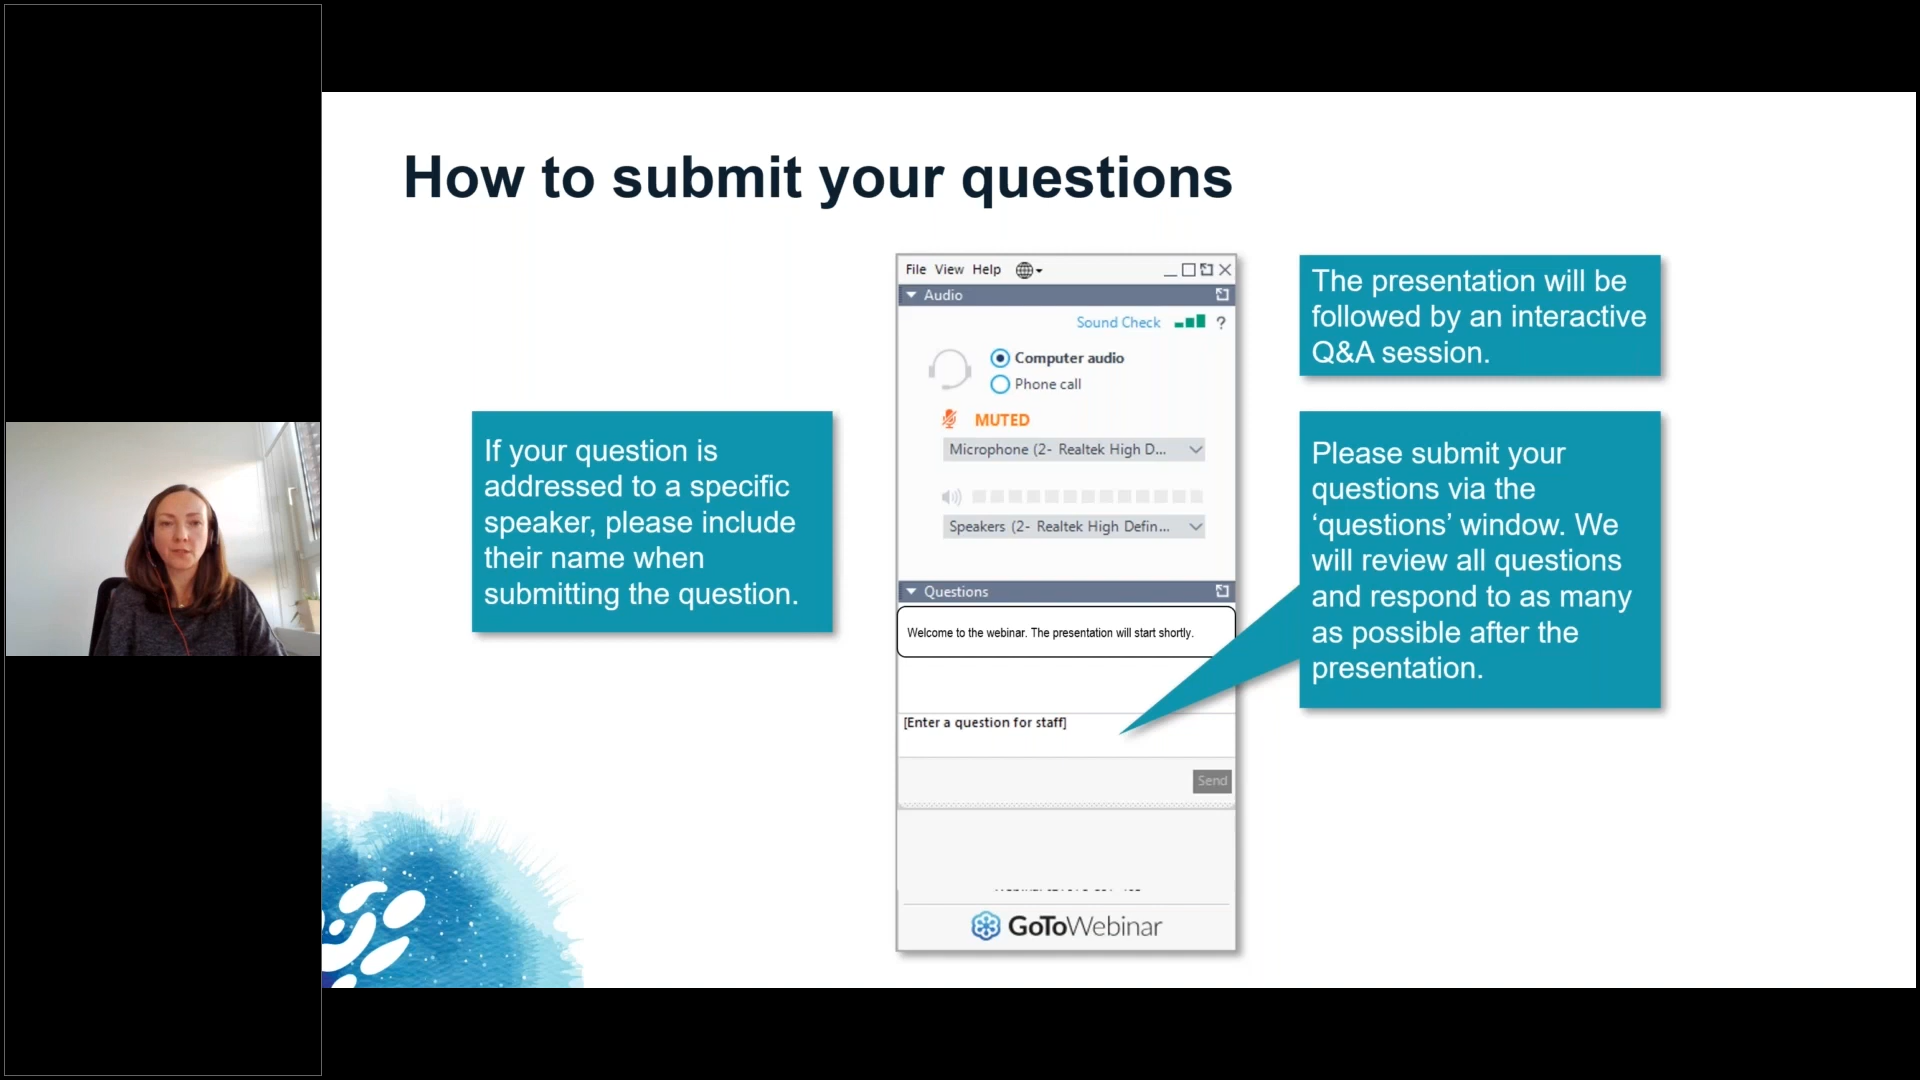 How to submit your questions
If your question is
addressed to a specific
speaker, please include
their name when
submitting the question.
File View Help
Audio
Sound Check ?
Computer audio
Phone call
MUTED
Microphone (2- Realtek High D...
Speakers (2- Realtek High Defin...
Questions
Welcome to the webinar. The presentation will start shortly.
[Enter a question for staff]
Send
GoToWebinar
The presentation will be
followed by an interactive
Q&A session.
Please submit your
questions via the
‘questions’ window. We
will review all questions
and respond to as many
as possible after the
presentation.